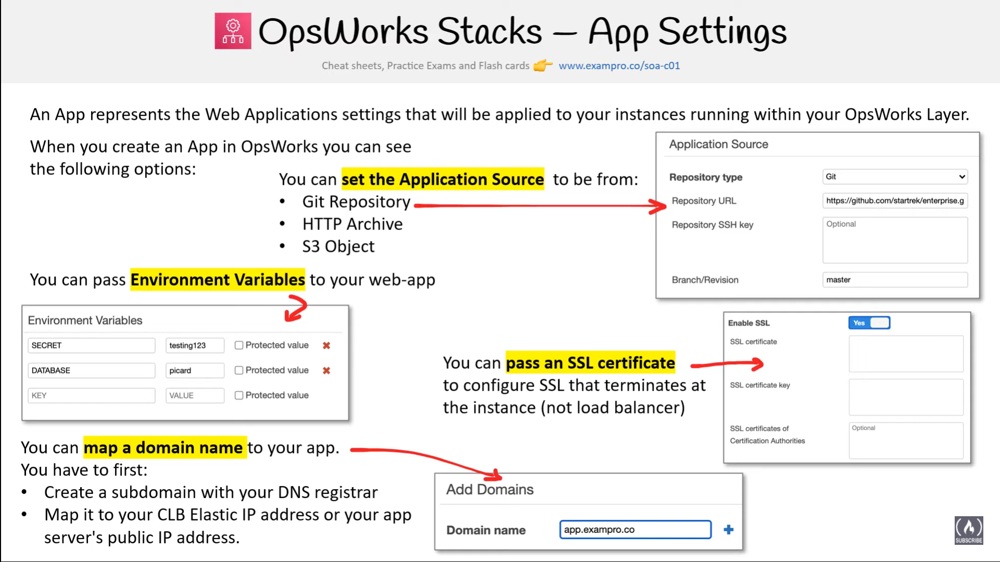 OpsWorks Stacks – App Settings
Cheat sheets, Practice Exams and Flash cards www.exampro.co/soa-c01
An App represents the Web Applications settings that will be applied to your instances running within your OpsWorks Layer.
When you create an App in OpsWorks you can see
the following options:
You can set the Application Source to be from:
• Git Repository
• HTTP Archive
• S3 Object
Application Source
Repository type Git
Repository URL https://github.com/startrek/enterprise.g
Repository SSH key Optional
Branch/Revision master
You can pass Environment Variables to your web-app
Environment Variables
SECRET testing123 Protected value
DATABASE picard Protected value
KEY VALUE Protected value
You can pass an SSL certificate
to configure SSL that terminates at
the instance (not load balancer)
Enable SSL Yes
SSL certificate
SSL certificate key
SSL certificates of
Certification Authorities
Optional
You can map a domain name to your app.
You have to first:
• Create a subdomain with your DNS registrar
• Map it to your CLB Elastic IP address or your app
server's public IP address.
Add Domains
Domain name app.exampro.co
SUBSCRIBE